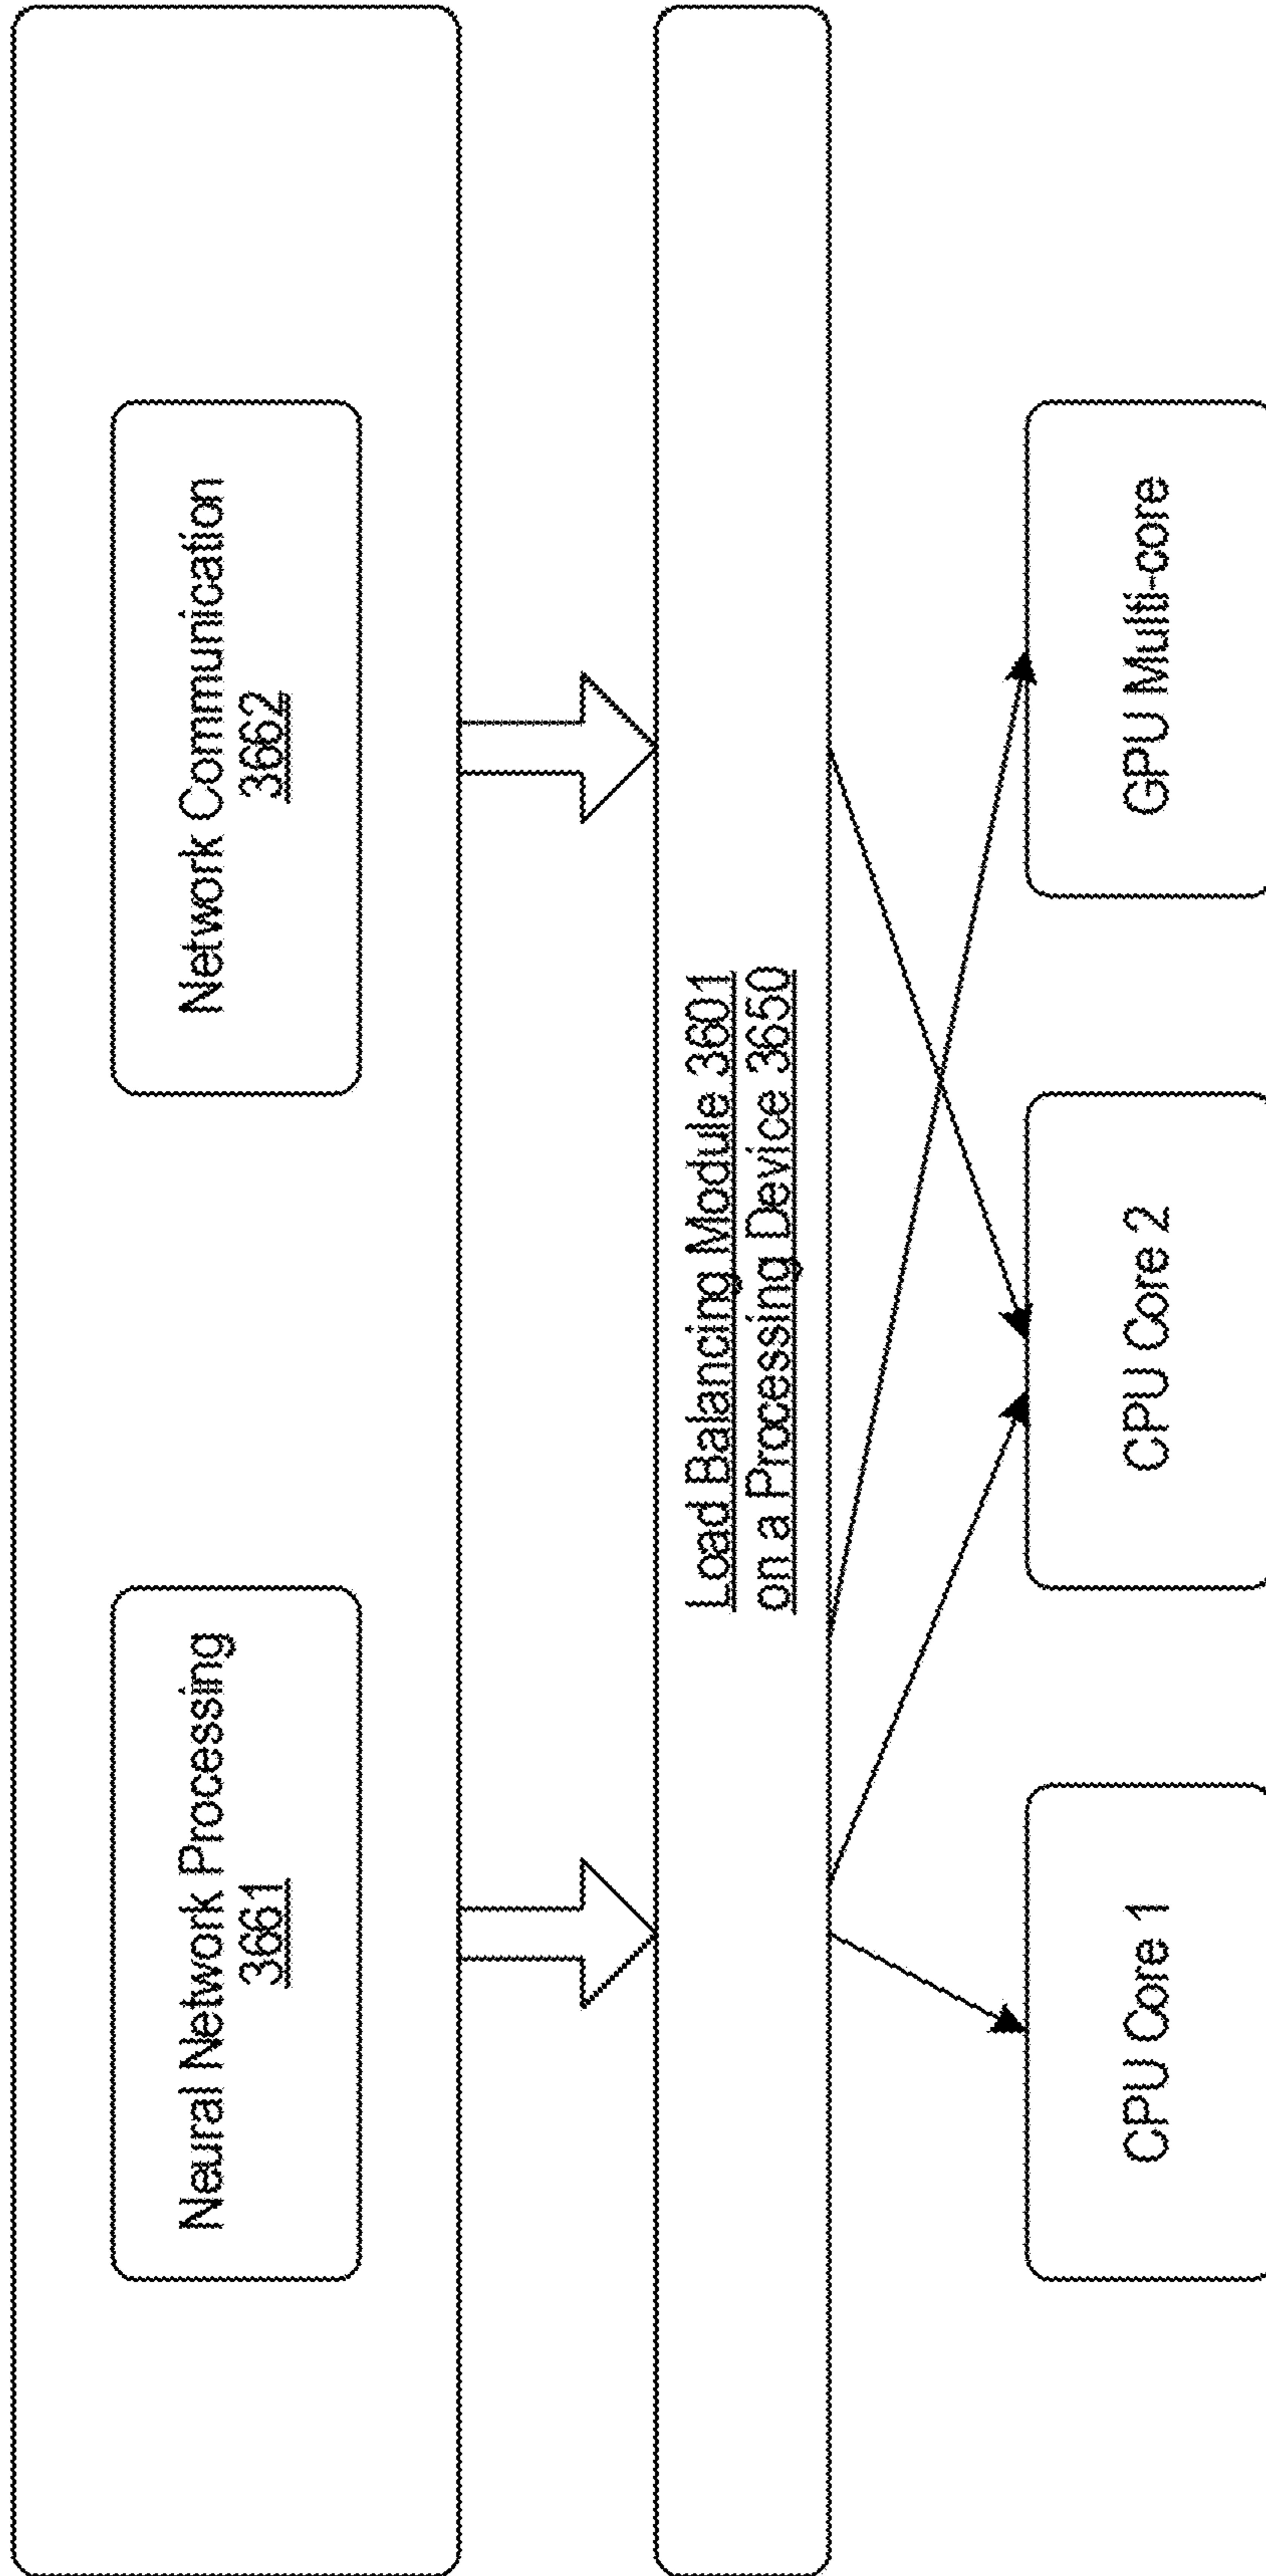 Neural Network Processing
3661
Network Communication
3662
Load Balancing Module 3601
on a Processing Device 3650
CPU Core 1
CPU Core 2
GPU Multi-core